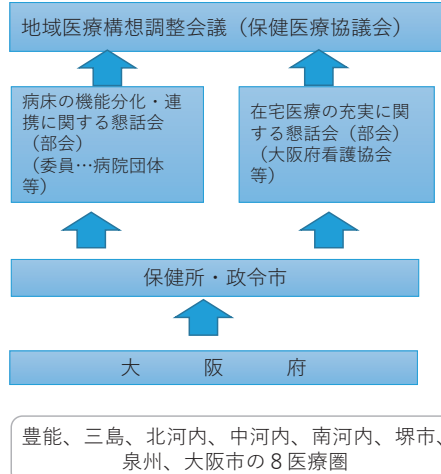 地域医療構想調整会議（保健医療協議会）
病床の機能分化・連
携に関する懇話会
（部会）
（委員…病院団体
等）
在宅医療の充実に関
する懇話会（部会）
（大阪府看護協会
等）
保健所・政令市
大　阪　府
豊能、三島、北河内、中河内、南河内、堺市、
泉州、大阪市の８医療圏